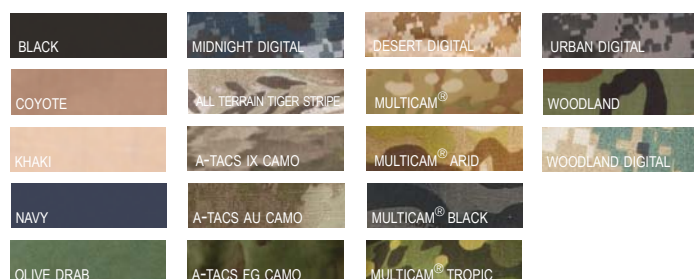 BLACK
COYOTE
KHAKI
NAVY
OLIVE DRAB
MIDNIGHT DIGITAL
ALL TERRAIN TIGER STRIPE
A-TACS IX CAMO
A-TACS AU CAMO
A-TACS FG CAMO
DESERT DIGITAL
MULTICAM®
MULTICAM® ARID
MULTICAM® BLACK
MULTICAM® TROPIC
URBAN DIGITAL
WOODLAND
WOODLAND DIGITAL